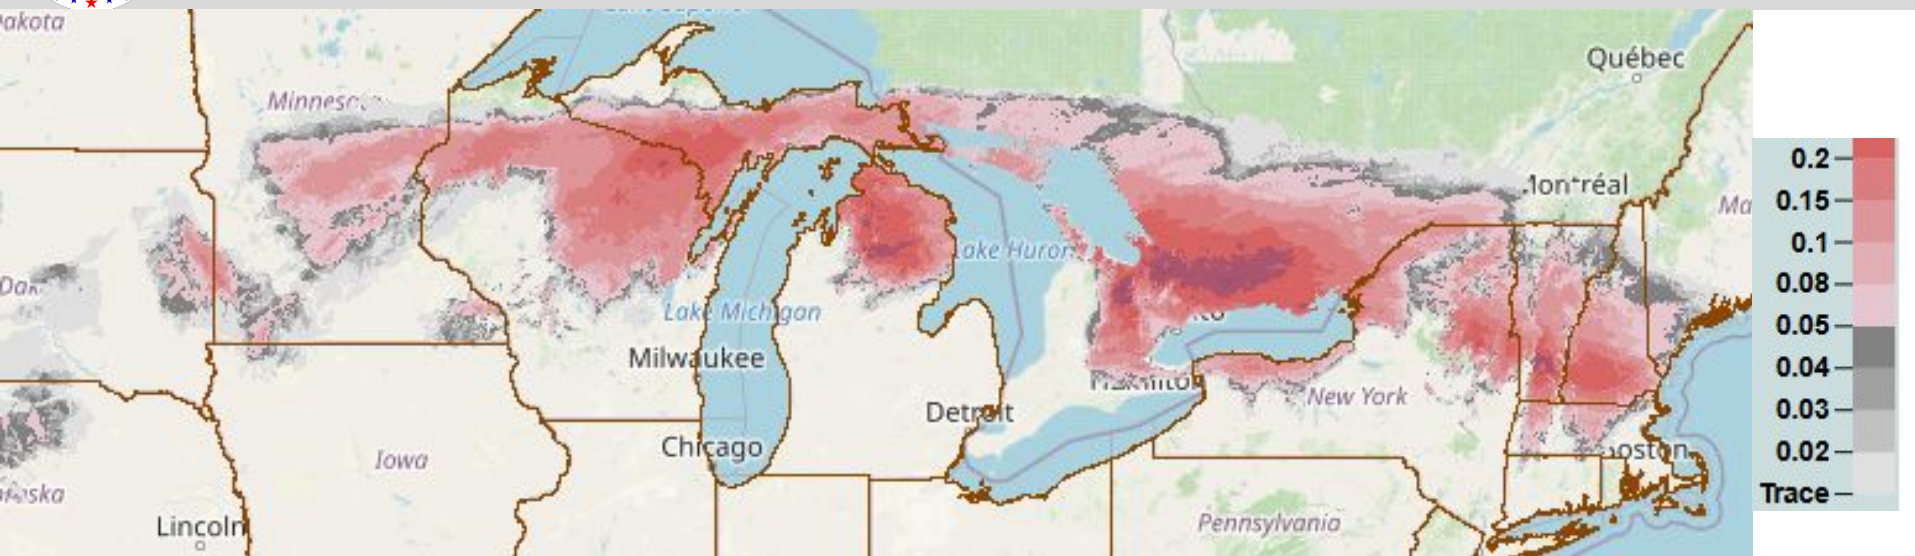 akota
Québec
Minnes
Montréal
Ma
Lake Huron
Dak
Lake Michigan
Milwaukee
Hamilton
New York
Detroit
Chicago
Iowa
oston
aska
Lincoln
Pennsylvania
0.2
0.15
0.1
0.08
0.05
0.04
0.03
0.02
Trace